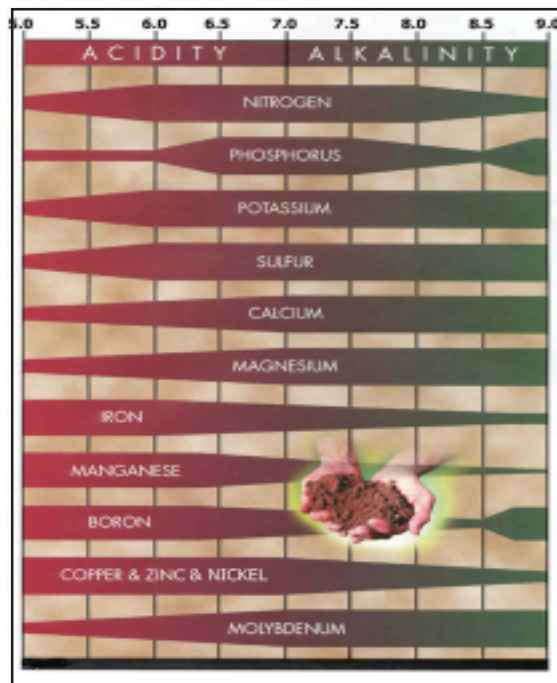 5.0 5.5 6.0 6.5 7.0 7.5 8.0 8.5 9.0
ACIDITY ALKALINITY
NITROGEN
PHOSPHORUS
POTASSIUM
SULFUR
CALCIUM
MAGNESIUM
IRON
MANGANESE
BORON
COPPER & ZINC & NICKEL
MOLYBDENUM